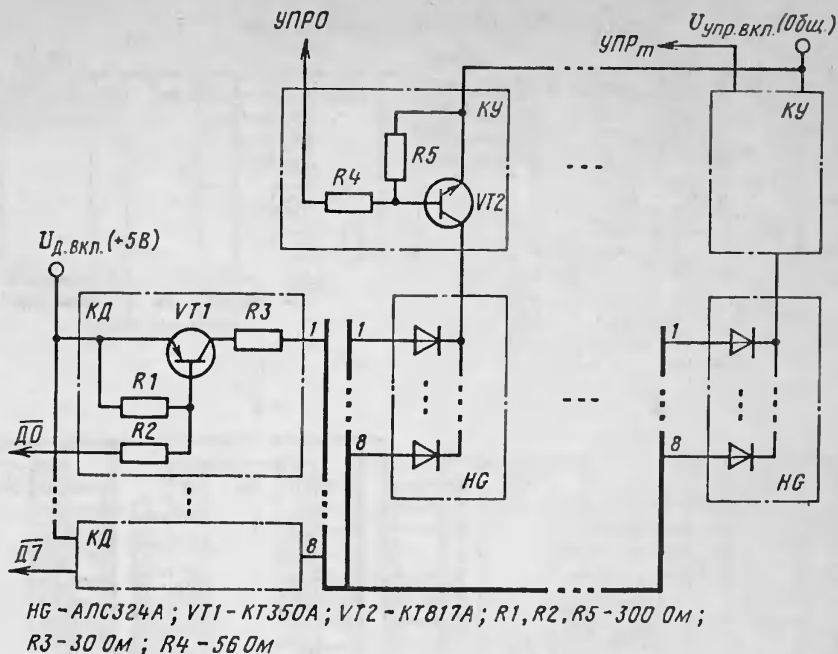 УПР0
Uупр.вкл.(Общ.)
УПРm
КУ
R5
R4
VT2
КУ
Uд.вкл.(+5В)
КД
VT1
R3
1
1
1
R1
R2
Д0
8
8
HG
HG
КД
8
Д7
HG-АЛС324А; VT1-КТ350А; VT2-КТ817А; R1, R2, R5-300 Ом;
R3-30 Ом; R4-56 Ом